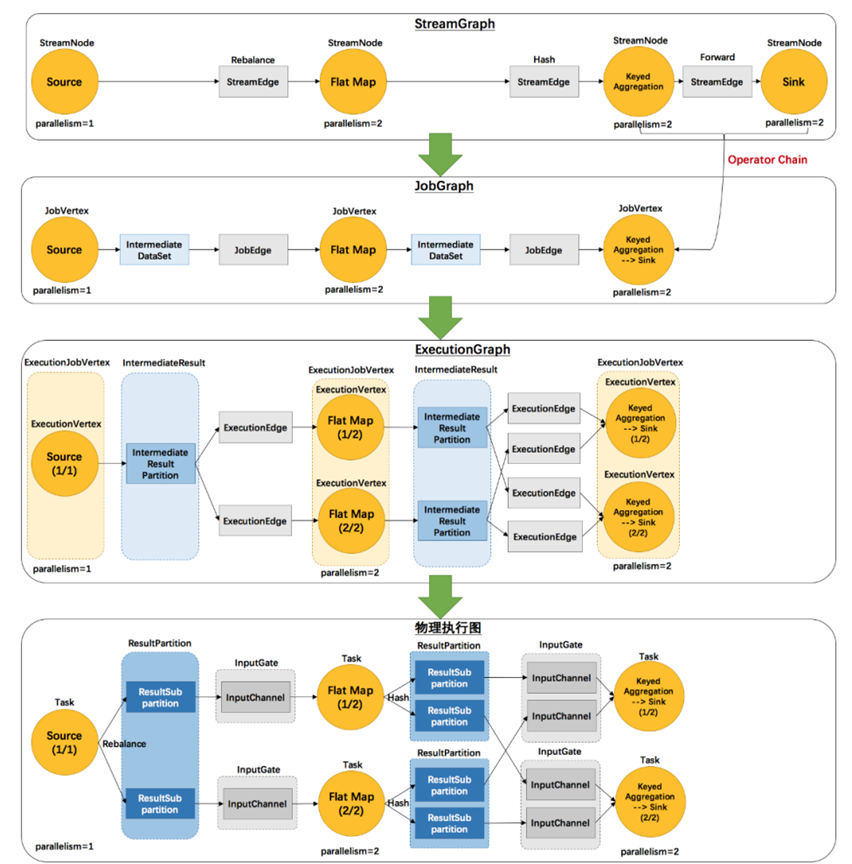 StreamGraph
StreamNode
Source
parallelism=1
Rebalance
StreamEdge
StreamNode
Flat Map
parallelism=2
Hash
StreamEdge
StreamNode
Keyed
Aggregation
parallelism=2
Forward
StreamEdge
StreamNode
Sink
parallelism=2
Operator Chain
JobGraph
JobVertex
Source
parallelism=1
Intermediate
DataSet
JobEdge
JobVertex
Flat Map
parallelism=2
Intermediate
DataSet
JobEdge
JobVertex
Keyed
Aggregation
--> Sink
parallelism=2
ExecutionGraph
ExecutionJobVertex
ExecutionVertex
Source
(1/1)
parallelism=1
IntermediateResult
Intermediate
Result
Partition
ExecutionEdge
ExecutionEdge
ExecutionJobVertex
ExecutionVertex
Flat Map
(1/2)
ExecutionVertex
Flat Map
(2/2)
parallelism=2
IntermediateResult
Intermediate
Result
Partition
Intermediate
Result
Partition
ExecutionEdge
ExecutionEdge
ExecutionEdge
ExecutionEdge
ExecutionJobVertex
ExecutionVertex
Keyed
Aggregation
--> Sink
(1/2)
ExecutionVertex
Keyed
Aggregation
--> Sink
(2/2)
parallelism=2
物理执行图
Task
Source
(1/1)
parallelism=1
Rebalance
ResultPartition
ResultSub
partition
ResultSub
partition
InputGate
InputChannel
InputGate
InputChannel
Task
Flat Map
(1/2)
Task
Flat Map
(2/2)
parallelism=2
Hash
Hash
ResultPartition
ResultSub
partition
ResultSub
partition
ResultPartition
ResultSub
partition
ResultSub
partition
InputGate
InputChannel
InputChannel
InputGate
InputChannel
InputChannel
Task
Keyed
Aggregation
--> Sink
(1/2)
Task
Keyed
Aggregation
--> Sink
(2/2)
parallelism=2